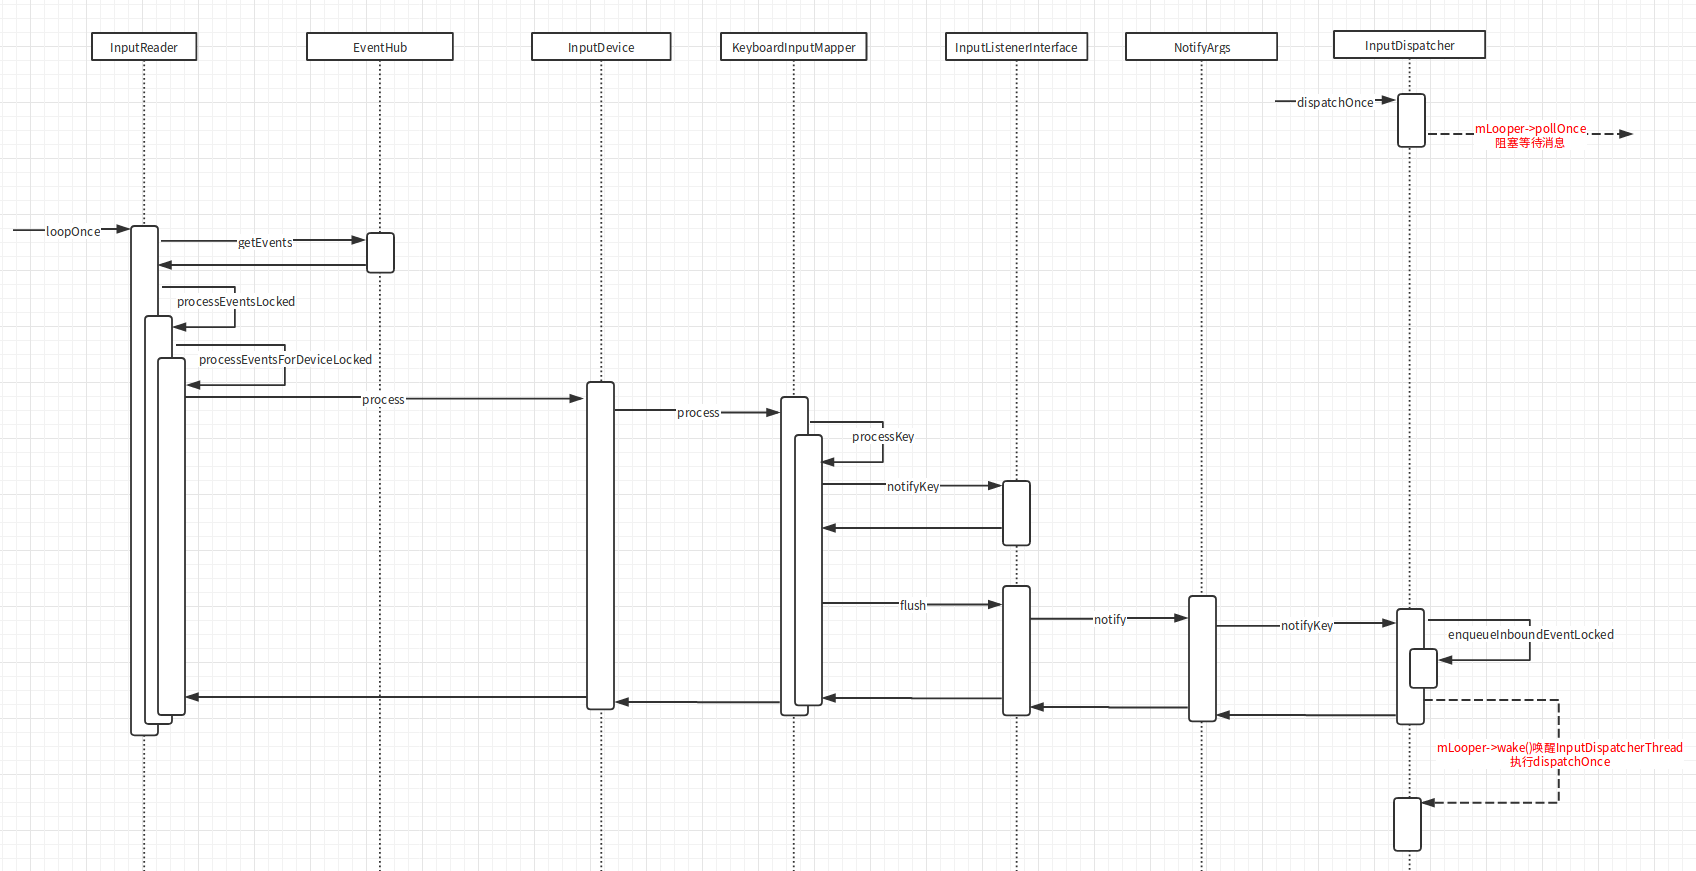 InputReader
EventHub
InputDevice
KeyboardInputMapper
InputListenerInterface
NotifyArgs
InputDispatcher
dispatchOnce
mLooper->pollOnce
阻塞等待消息
loopOnce
getEvents
processEventsLocked
processEventsForDeviceLocked
process
process
processKey
notifyKey
flush
notify
notifyKey
enqueueInboundEventLocked
mLooper->wake()唤醒InputDispatcherThread
执行dispatchOnce